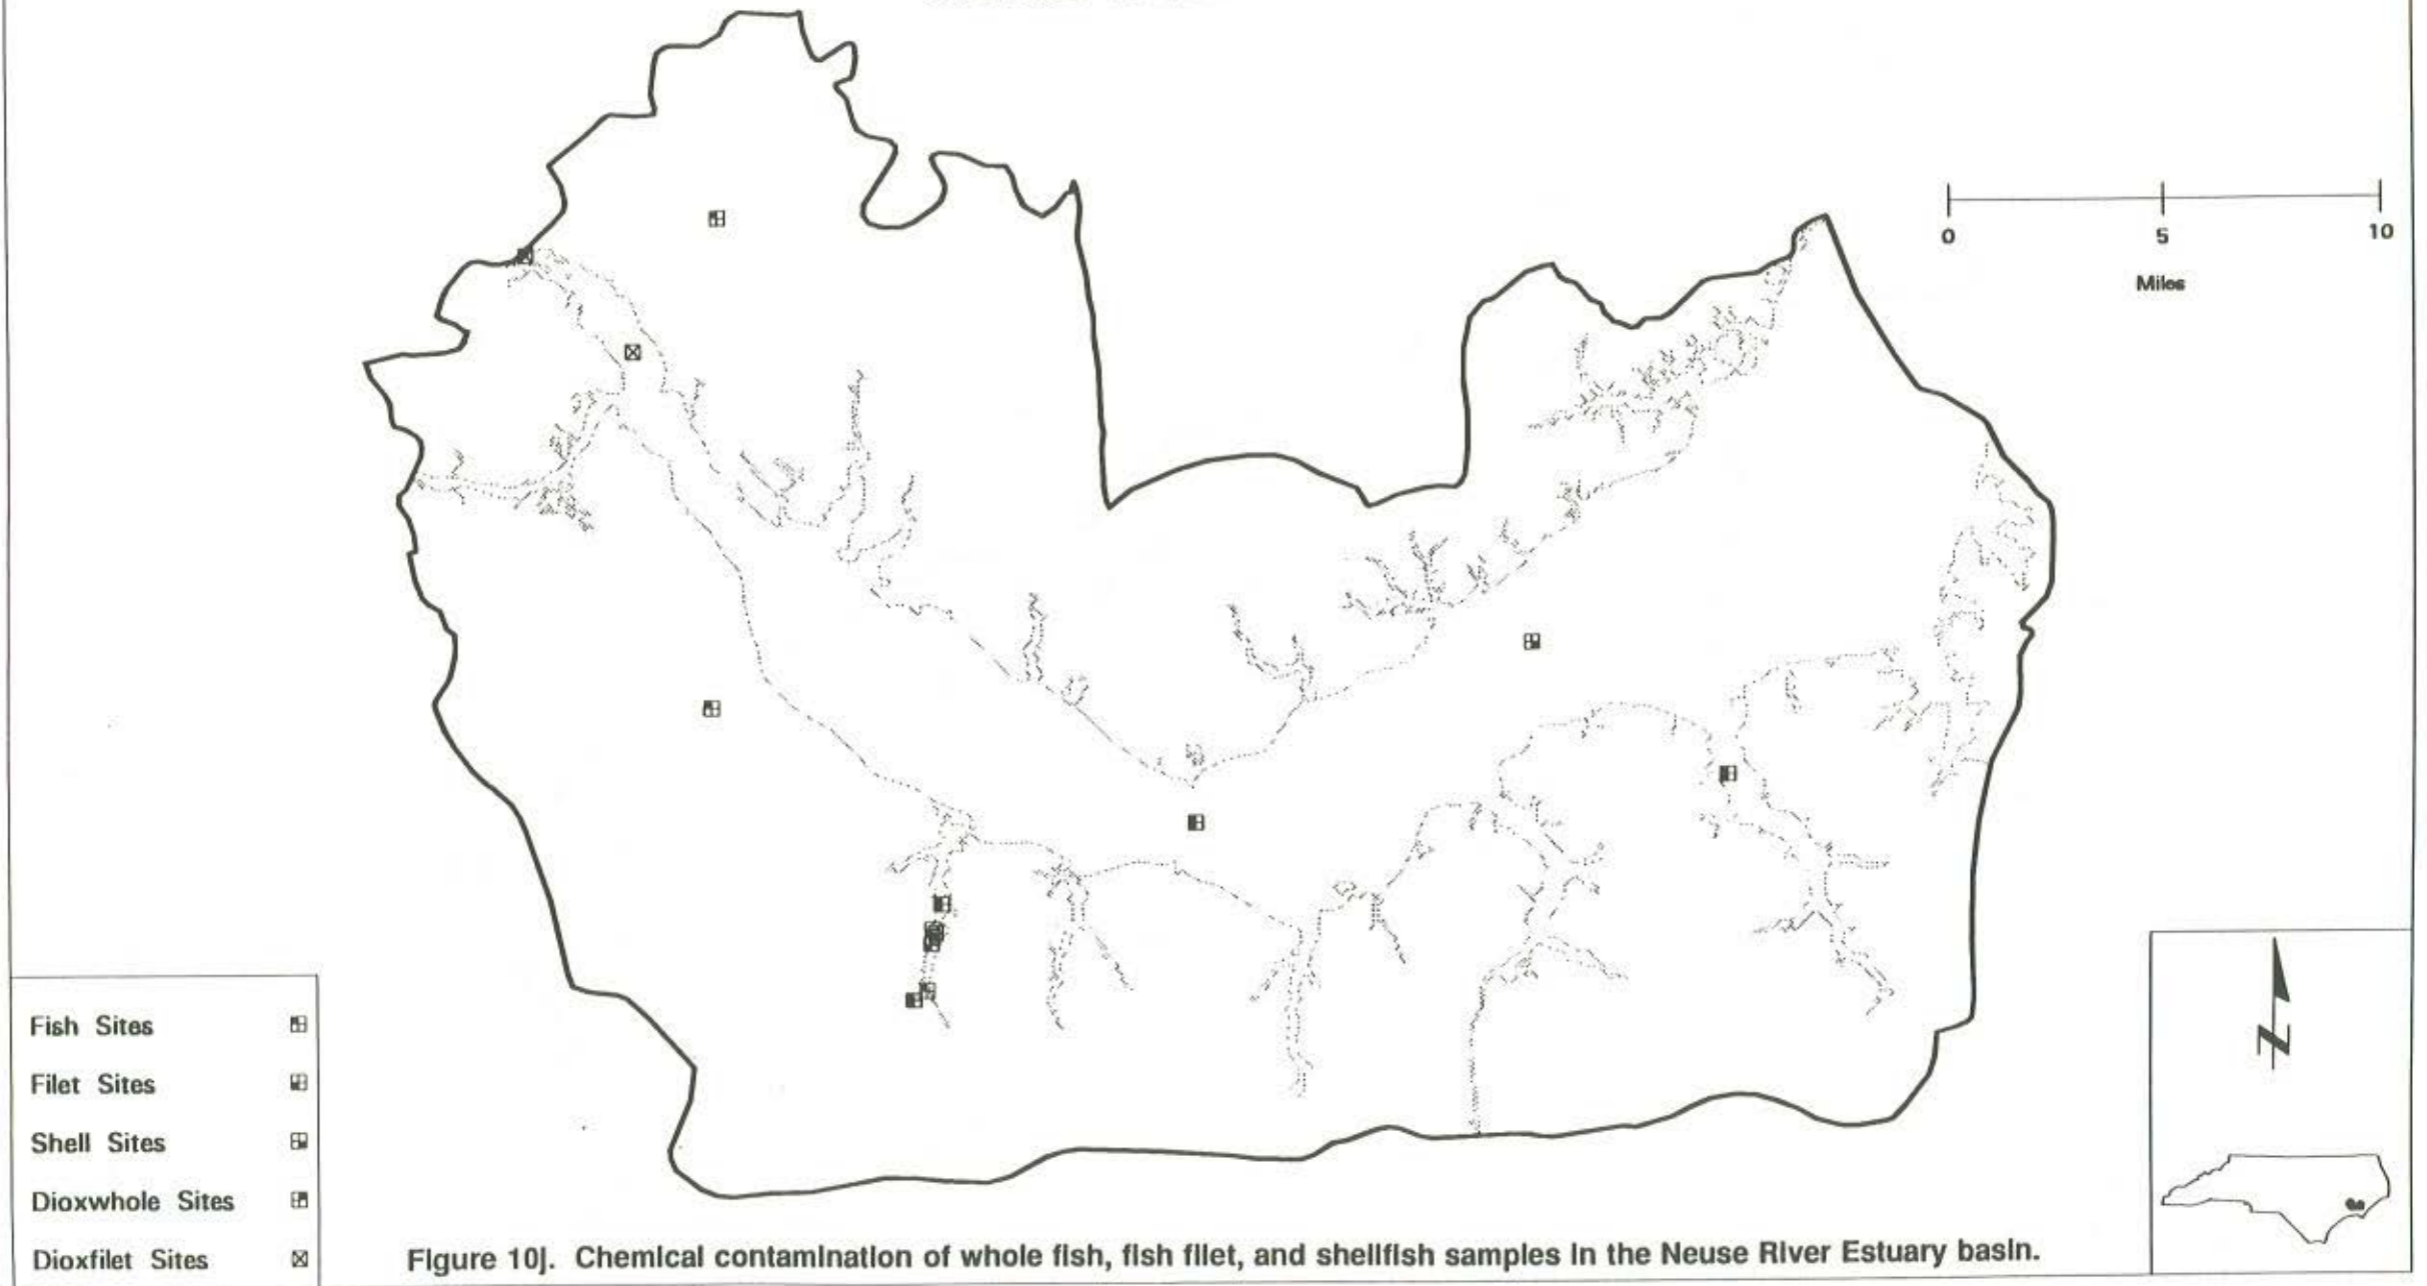 0 5 10
Miles
N
Fish Sites
Filet Sites
Shell Sites
Dioxwhole Sites
Dioxfilet Sites
Figure 10j. Chemical contamination of whole fish, fish filet, and shellfish samples in the Neuse River Estuary basin.